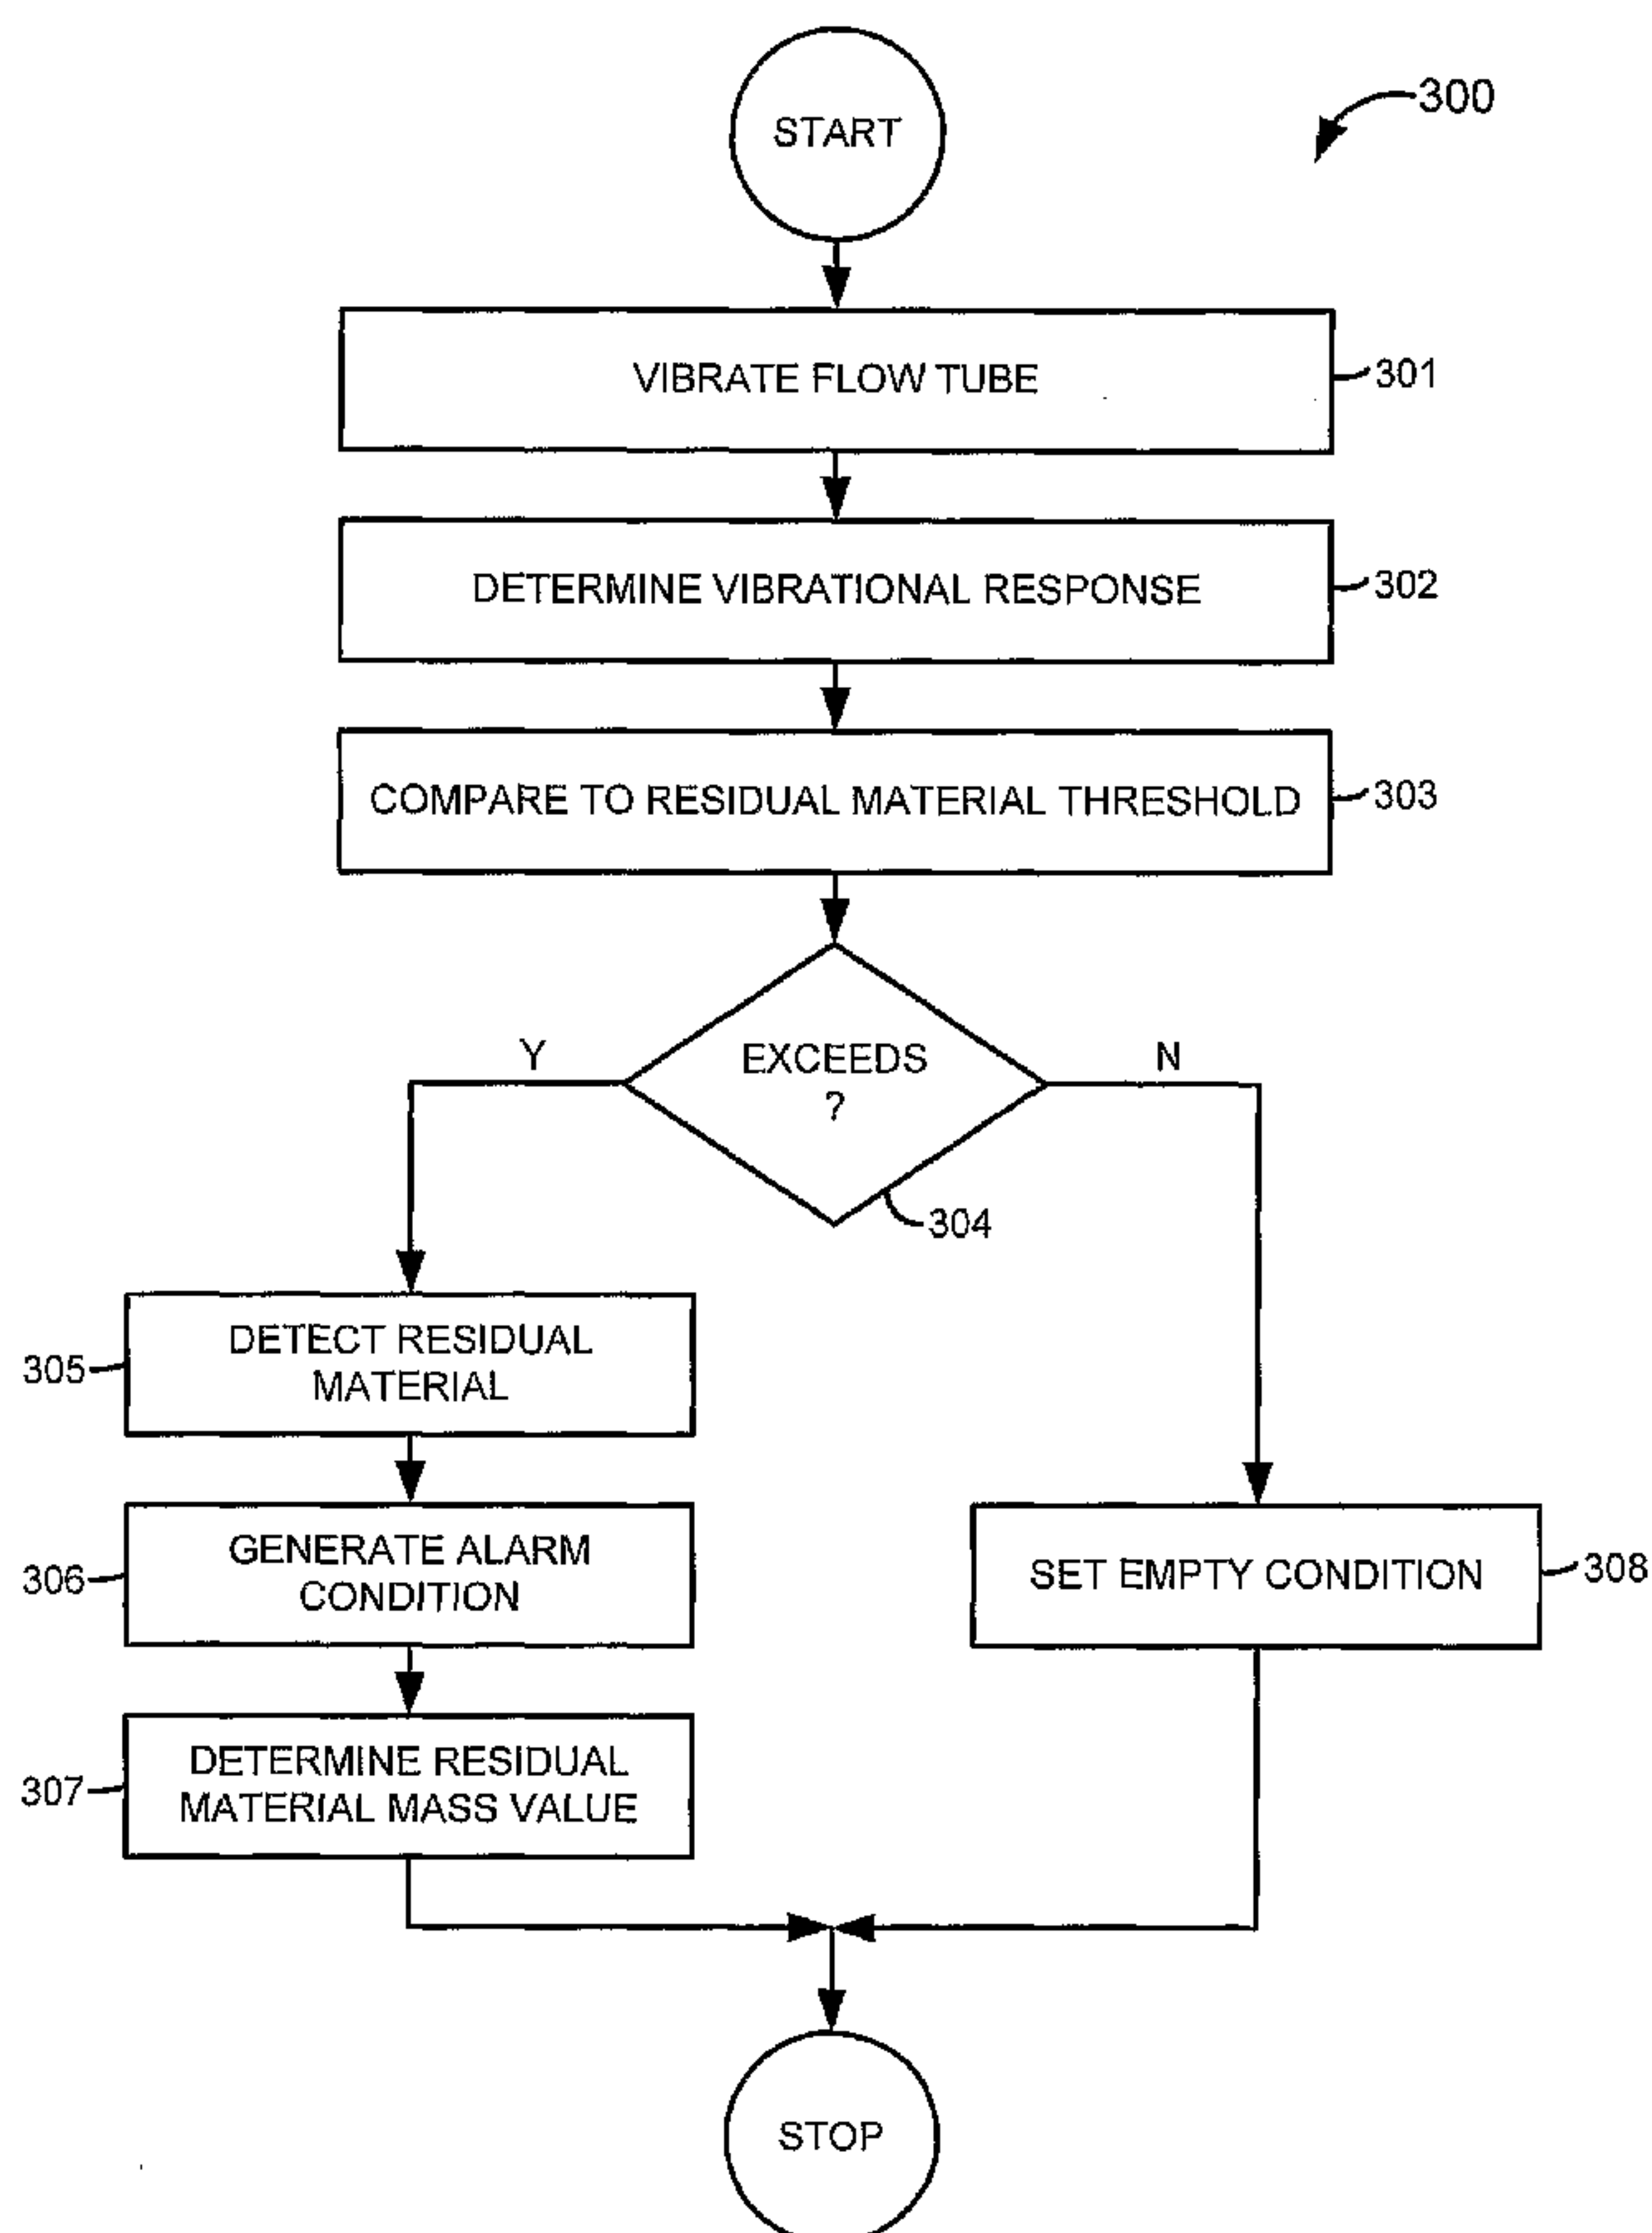 START
300
VIBRATE FLOW TUBE
301
DETERMINE VIBRATIONAL RESPONSE
302
COMPARE TO RESIDUAL MATERIAL THRESHOLD
303
Y
EXCEEDS
?
N
304
DETECT RESIDUAL
MATERIAL
305
GENERATE ALARM
CONDITION
306
SET EMPTY CONDITION
308
DETERMINE RESIDUAL
MATERIAL MASS VALUE
307
STOP